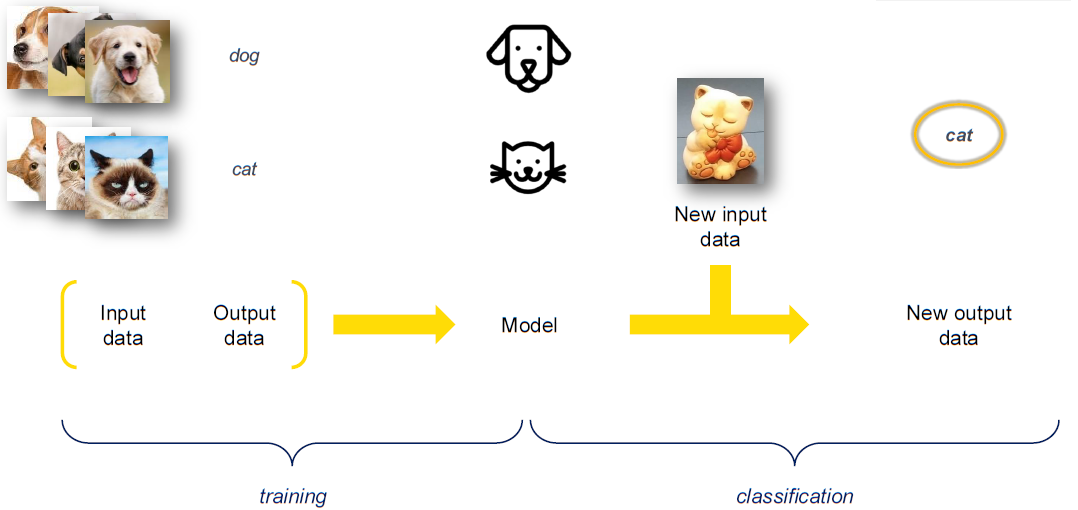 dog
cat
cat
New input
data
Input
data
Output
data
Model
New output
data
training
classification